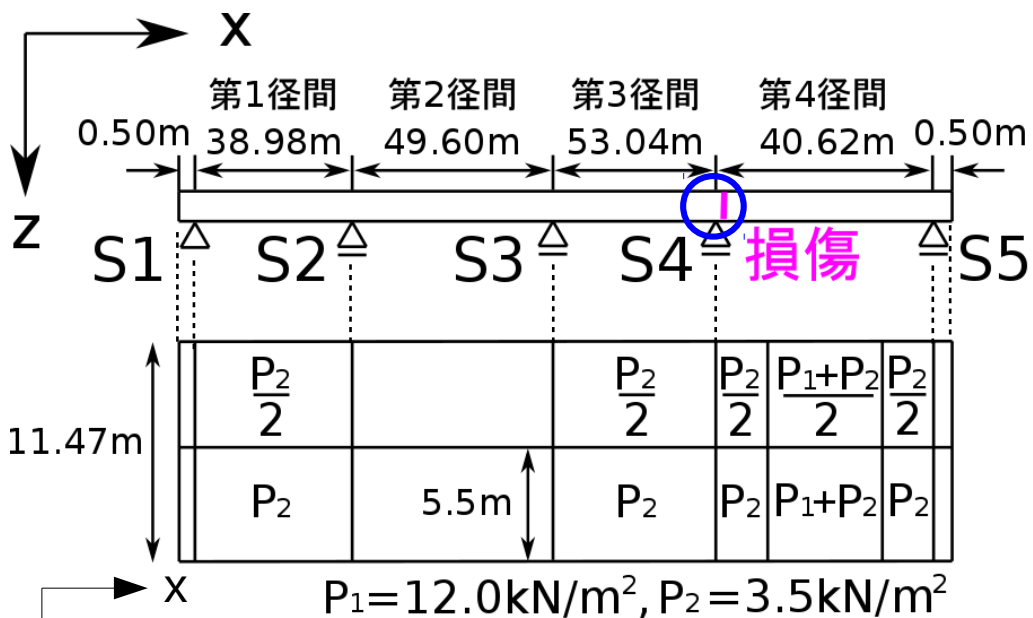 x
第1径間 第2径間 第3径間 第4径間
0.50m 38.98m 49.60m 53.04m 40.62m 0.50m
z
S1 S2 S3 S4 損傷 S5
P₂/2 P₂/2 P₂/2 P₁+P₂/2 P₂/2
11.47m
P₂ 5.5m P₂ P₂ P₁+P₂ P₂
x
P₁=12.0kN/m², P₂=3.5kN/m²